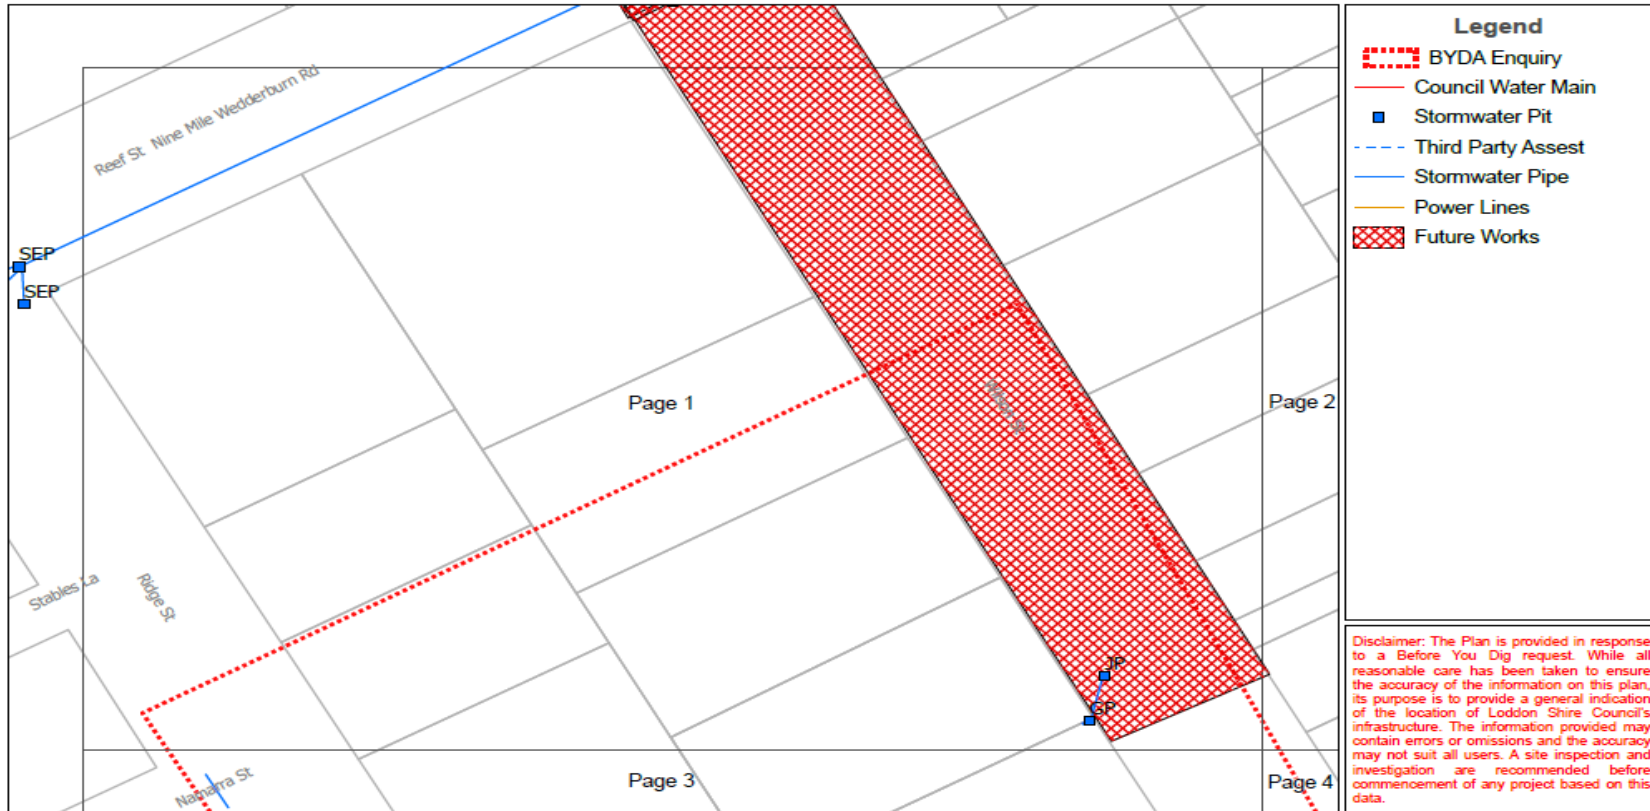 Reef St Nine Mile Wedderburn Rd
SEP
SEP
Page 1
Page 2
Stables La
Ridge St
JP
GP
Namarra St
Page 3
Page 4
Legend
BYDA Enquiry
Council Water Main
Stormwater Pit
Third Party Assest
Stormwater Pipe
Power Lines
Future Works
Disclaimer: The Plan is provided in response
to a Before You Dig request. While all
reasonable care has been taken to ensure
the accuracy of the information on this plan,
its purpose is to provide a general indication
of the location of Loddon Shire Council's
infrastructure. The information provided may
contain errors or omissions and the accuracy
may not suit all users. A site inspection and
investigation are recommended before
commencement of any project based on this
data.